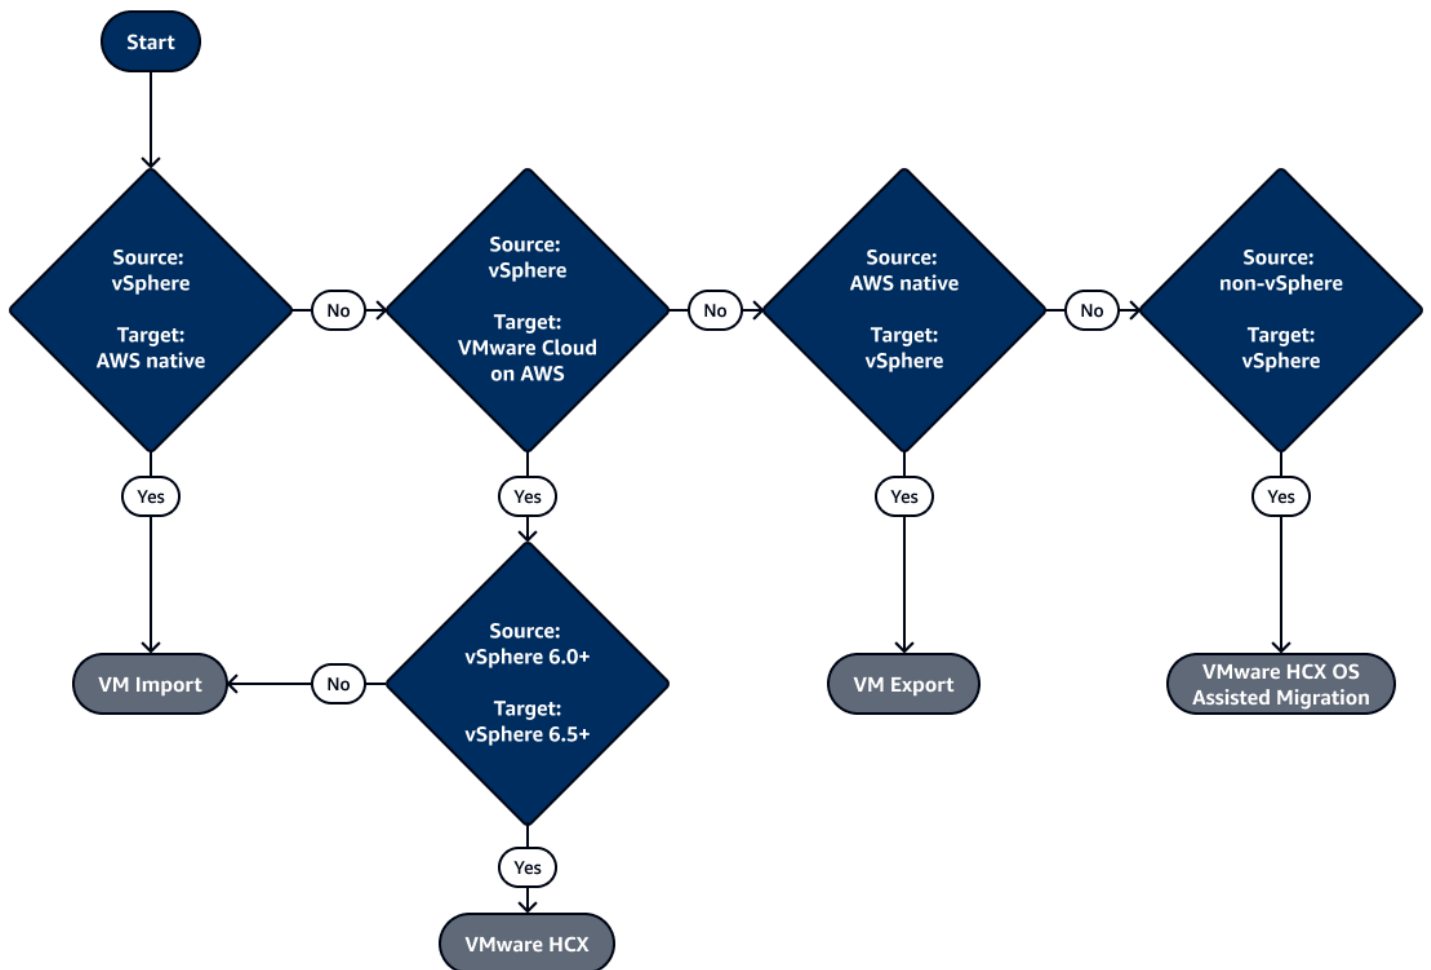 Start
Source:
vSphere
Target:
AWS native
No
Source:
vSphere
Target:
VMware Cloud
on AWS
No
Source:
AWS native
Target:
vSphere
No
Source:
non-vSphere
Target:
vSphere
Yes
Yes
Yes
Yes
VM Import
No
Source:
vSphere 6.0+
Target:
vSphere 6.5+
VM Export
VMware HCX OS
Assisted Migration
Yes
VMware HCX